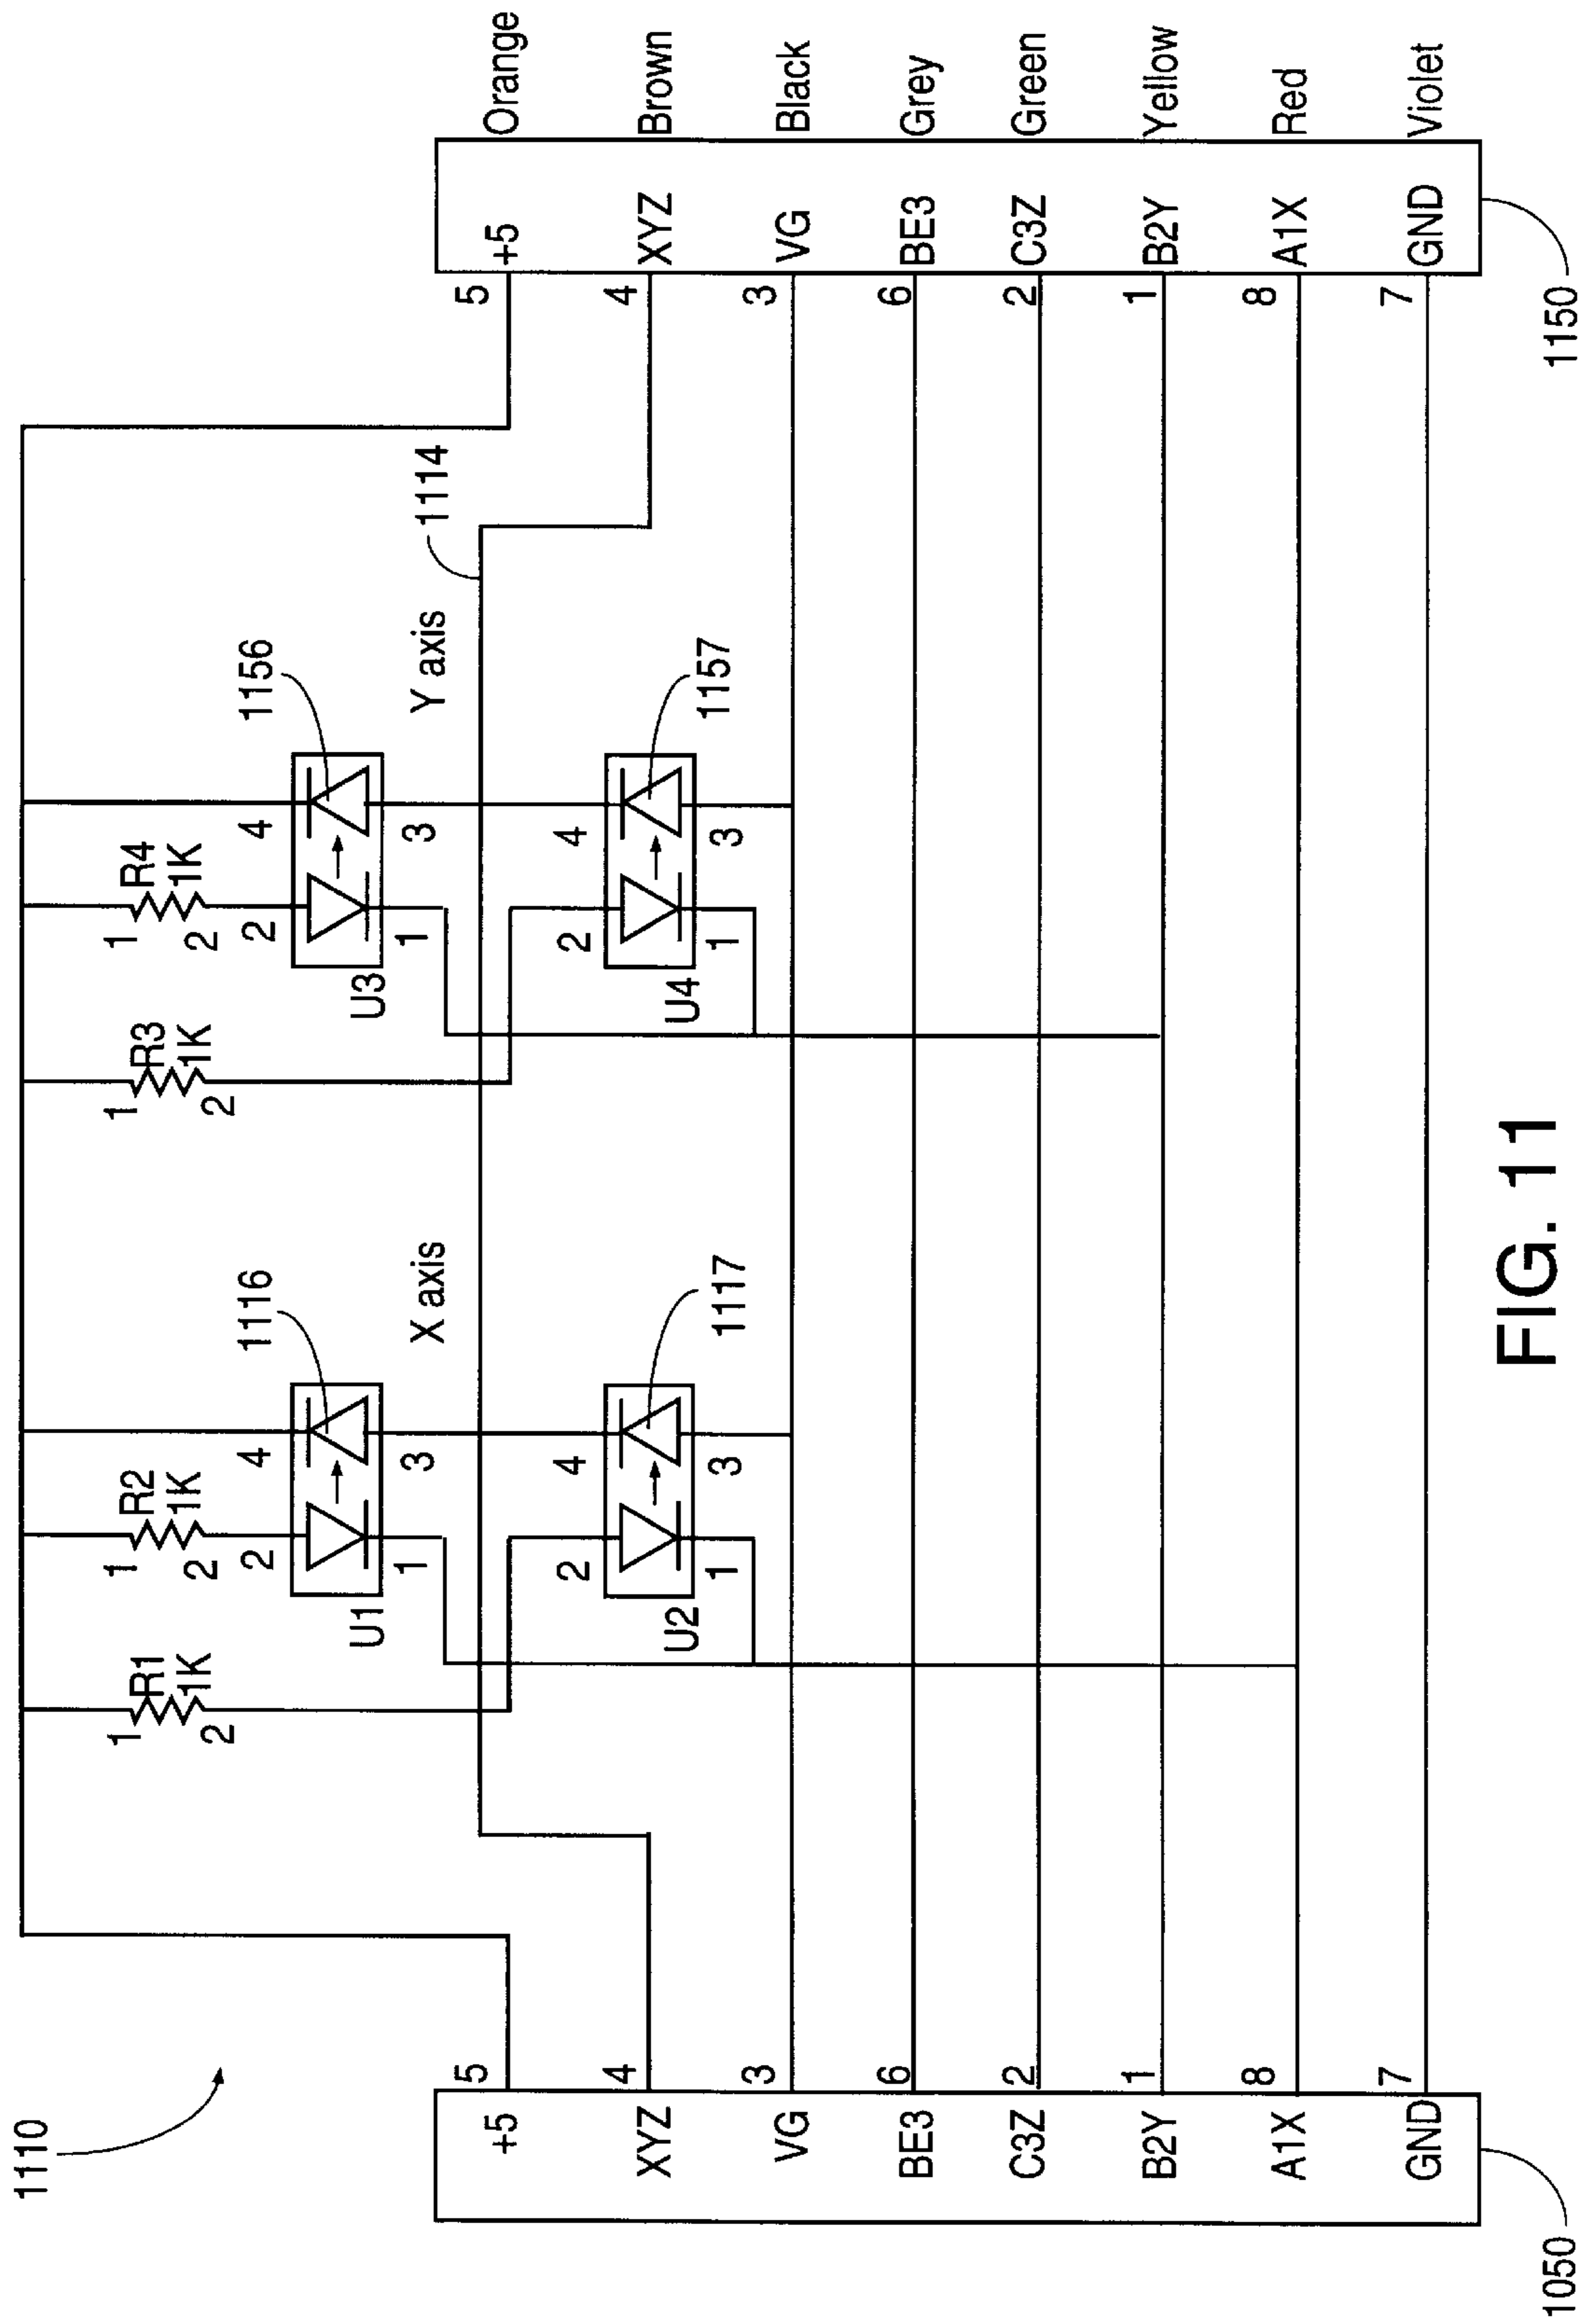 1110
R1
1K
1
2
R2
1K
1
2
R3
1K
1
2
R4
1K
1
2
U1
2
1
4
3
1116
X axis
U2
2
1
4
3
1117
U3
2
1
4
3
1156
Y axis
1114
U4
2
1
4
3
1157
+5
5
XYZ
4
VG
3
BE3
6
C3Z
2
B2Y
1
A1X
8
GND
7
1050
5
+5
Orange
4
XYZ
Brown
3
VG
Black
6
BE3
Grey
2
C3Z
Green
1
B2Y
Yellow
8
A1X
Red
7
GND
Violet
1150
FIG. 11